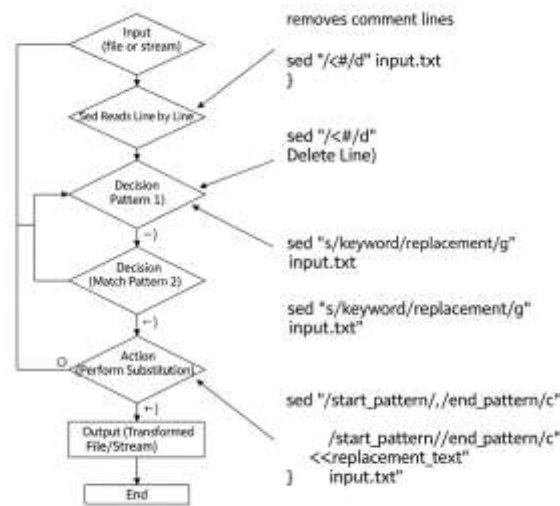 Input
(file or stream)
Sed Reads Line by Line
Decision
Pattern 1)
Decision
(Match Pattern 2)
Action
(Perform Substitution)
Output (Transformed
File/Stream)
End
removes comment lines
sed "/<#/d" input.txt
}
sed "/<#/d"
Delete Line)
sed "s/keyword/replacement/g"
input.txt
sed "s/keyword/replacement/g"
input.txt"
sed "/start_pattern/,/end_pattern/c"
/start_pattern//end_pattern/c"
<<replacement_text"
} input.txt"